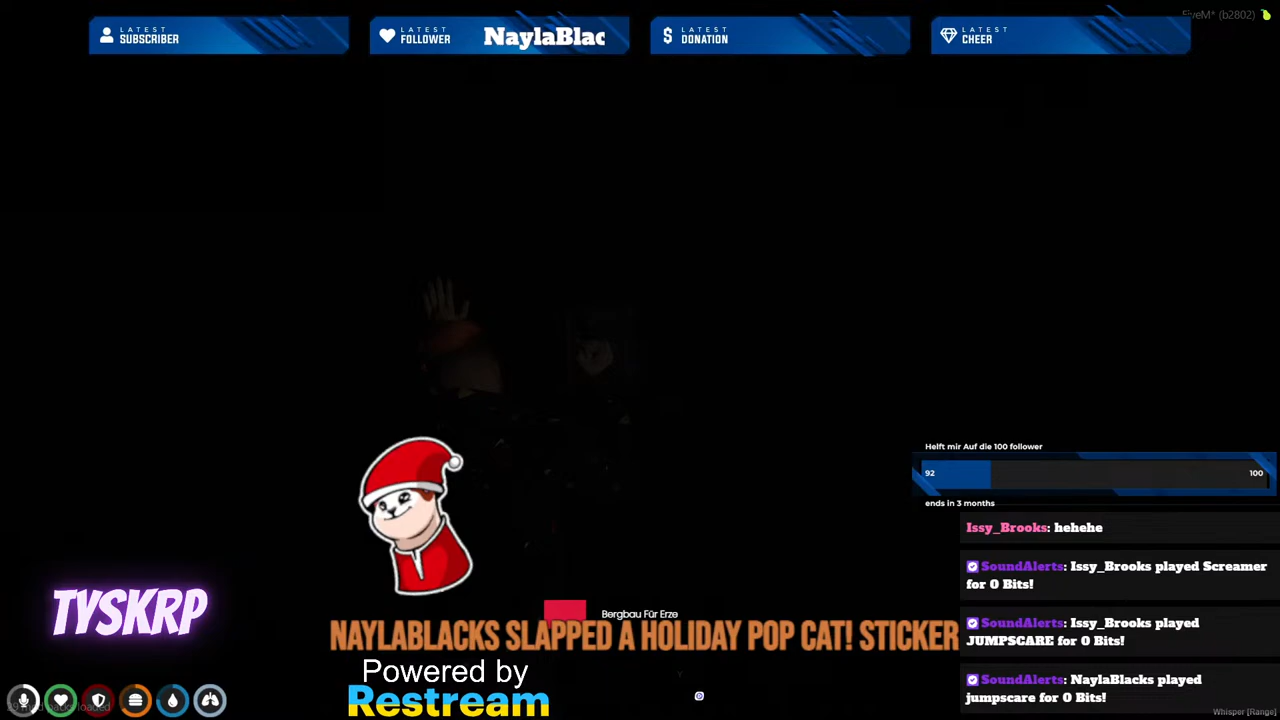 FiveM* (b2802)
LATEST
SUBSCRIBER
LATEST
FOLLOWER
NaylaBlac
LATEST
DONATION
LATEST
CHEER
Helft mir Auf die 100 follower
92
100
ends in 3 months
Issy_Brooks: hehehe
SoundAlerts: Issy_Brooks played Screamer
for 0 Bits!
SoundAlerts: Issy_Brooks played
JUMPSCARE for 0 Bits!
SoundAlerts: NaylaBlacks played
jumpscare for 0 Bits!
TYSKRP
Bergbau Für Erze
NAYLABLACKS SLAPPED A HOLIDAY POP CAT! STICKER
Powered by
Restream
Whisper [Range]